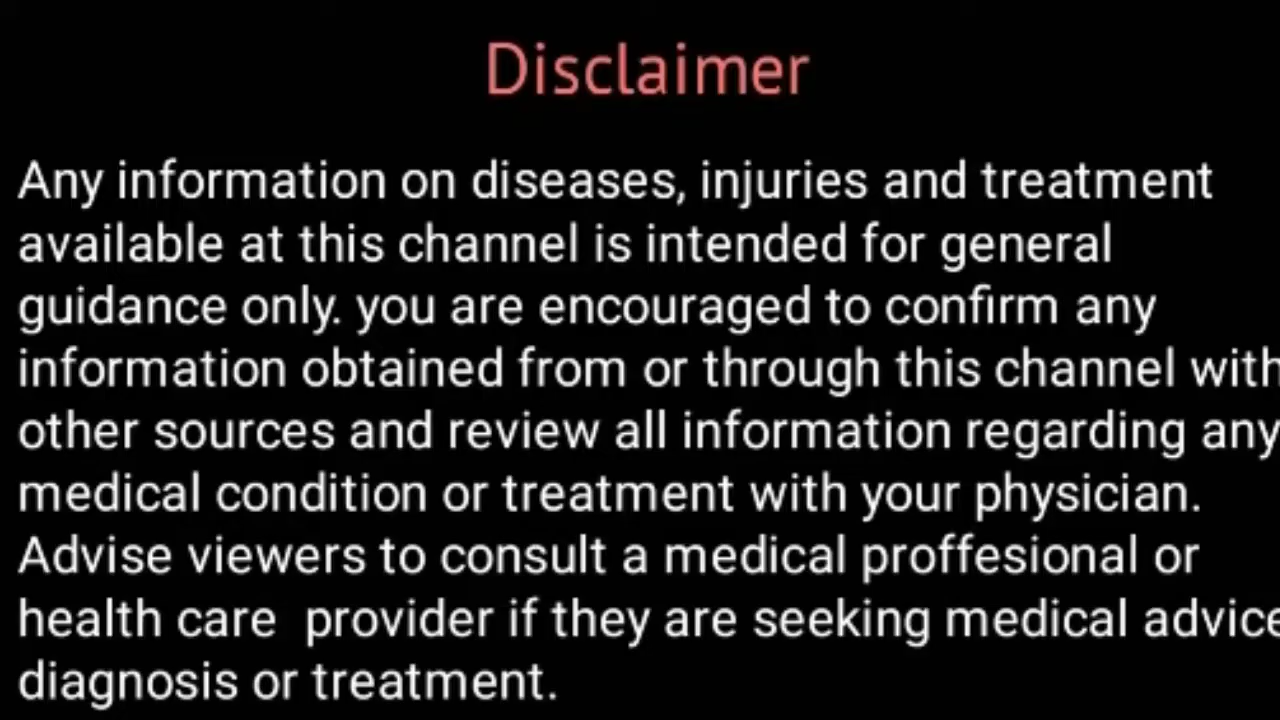 Disclaimer
Any information on diseases, injuries and treatment
available at this channel is intended for general
guidance only. you are encouraged to confirm any
information obtained from or through this channel with
other sources and review all information regarding any
medical condition or treatment with your physician.
Advise viewers to consult a medical proffesional or
health care  provider if they are seeking medical advice
diagnosis or treatment.